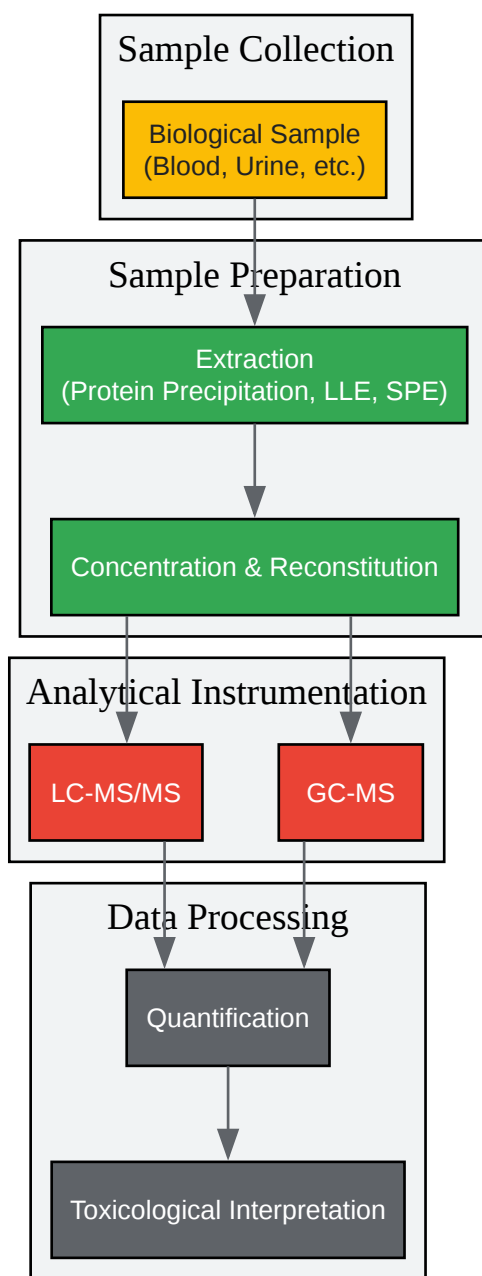 Sample Collection
Biological Sample
(Blood, Urine, etc.)
Sample Preparation
Extraction
(Protein Precipitation, LLE, SPE)
Concentration & Reconstitution
Analytical Instrumentation
LC-MS/MS
GC-MS
Data Processing
Quantification
Toxicological Interpretation